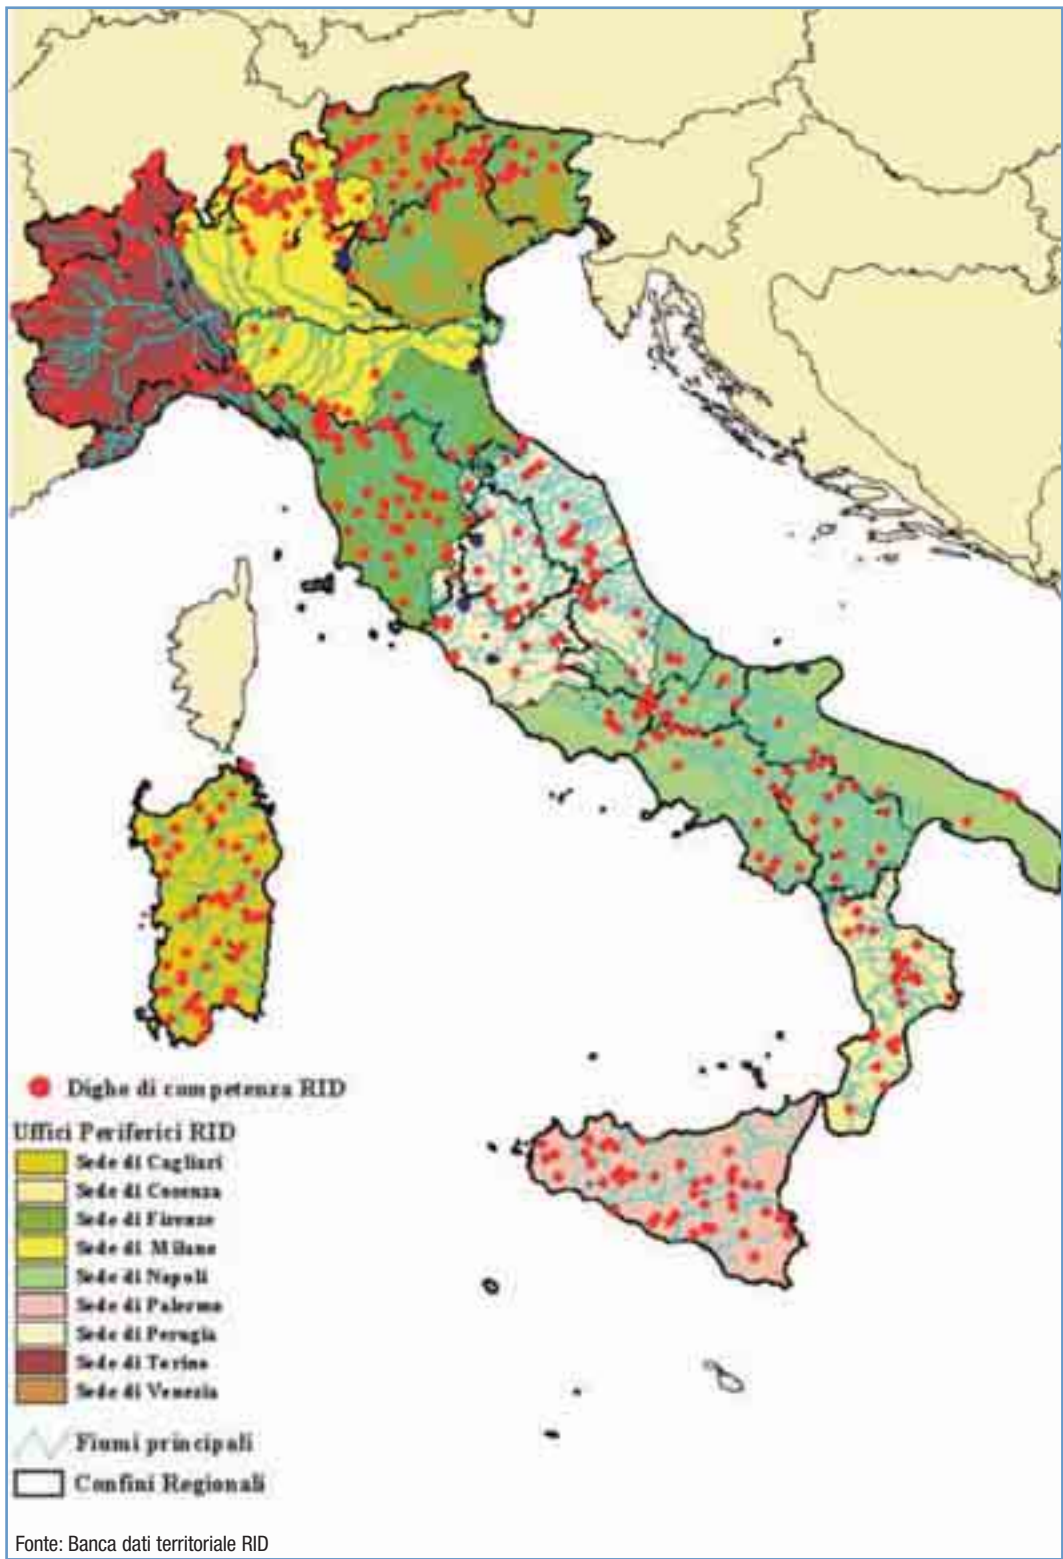 Dighe di competenza RID
Uffici Periferici RID
Sede di Cagliari
Sede di Cosenza
Sede di Firenze
Sede di Milano
Sede di Napoli
Sede di Palermo
Sede di Perugia
Sede di Torino
Sede di Venezia
Fiumi principali
Confini Regionali
Fonte: Banca dati territoriale RID